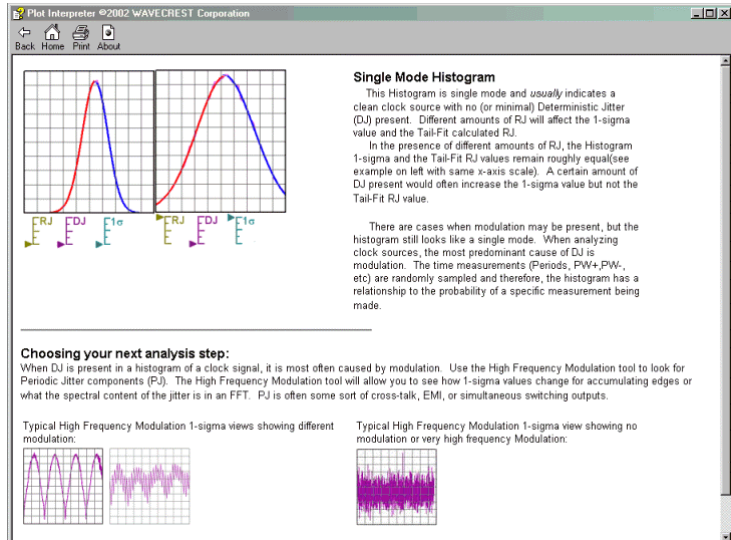 Plot Interpreter ©2002 WAVECREST Corporation
Back Home Print About
Single Mode Histogram
This Histogram is single mode and usually indicates a
clean clock source with no (or minimal) Deterministic Jitter
(DJ) present. Different amounts of RJ will affect the 1-sigma
value and the Tail-Fit calculated RJ.
In the presence of different amounts of RJ, the Histogram
1-sigma and the Tail-Fit RJ values remain roughly equal(see
example on left with same x-axis scale). A certain amount of
DJ present would often increase the 1-sigma value but not the
Tail-Fit RJ value.
RJ DJ 1σ RJ DJ 1σ
There are cases when modulation may be present, but the
histogram still looks like a single mode. When analyzing
clock sources, the most predominant cause of DJ is
modulation. The time measurements (Periods, PW+,PW-,
etc) are randomly sampled and therefore, the histogram has a
relationship to the probability of a specific measurement being
made.
Choosing your next analysis step:
When DJ is present in a histogram of a clock signal, it is most often caused by modulation. Use the High Frequency Modulation tool to look for
Periodic Jitter components (PJ). The High Frequency Modulation tool will allow you to see how 1-sigma values change for accumulating edges or
what the spectral content of the jitter is in an FFT. PJ is often some sort of cross-talk, EMI, or simultaneous switching outputs.
Typical High Frequency Modulation 1-sigma views showing different
modulation:
Typical High Frequency Modulation 1-sigma view showing no
modulation or very high frequency Modulation: